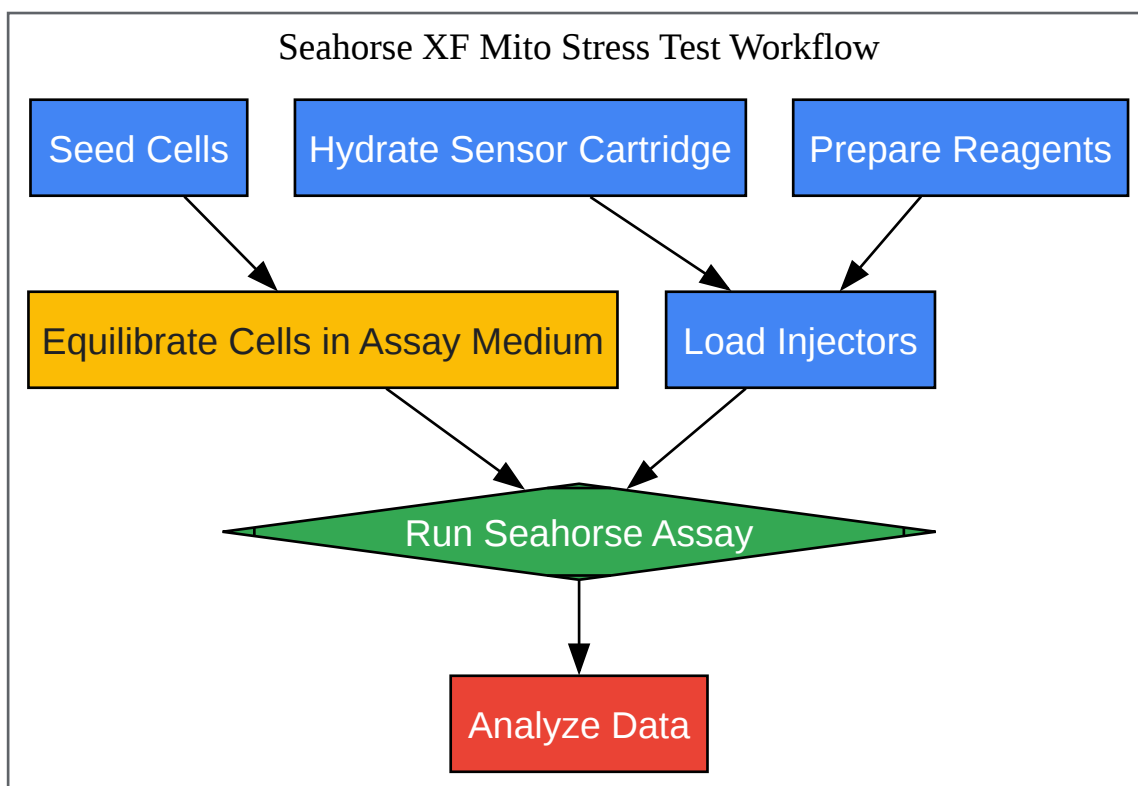 Seahorse XF Mito Stress Test Workflow
Seed Cells
Hydrate Sensor Cartridge
Prepare Reagents
Equilibrate Cells in Assay Medium
Load Injectors
Run Seahorse Assay
Analyze Data